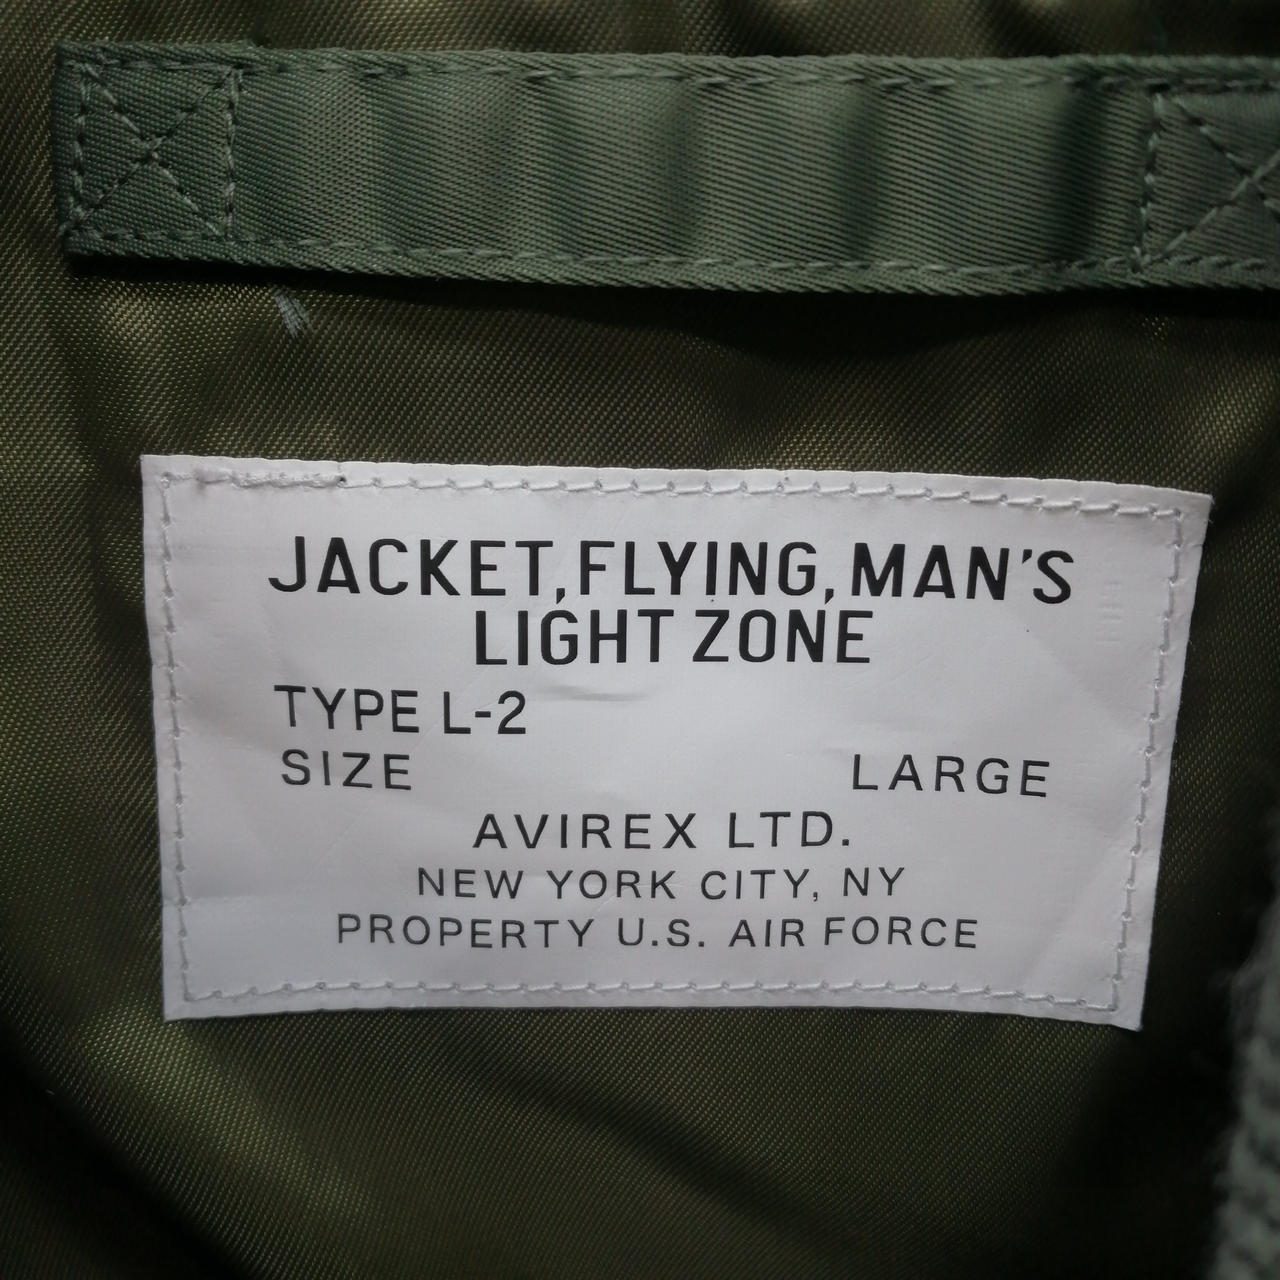 JACKET, FLYING, MAN'S
LIGHT ZONE
TYPE L-2
SIZE LARGE
AVIREX LTD.
NEW YORK CITY, NY
PROPERTY U.S. AIR FORCE